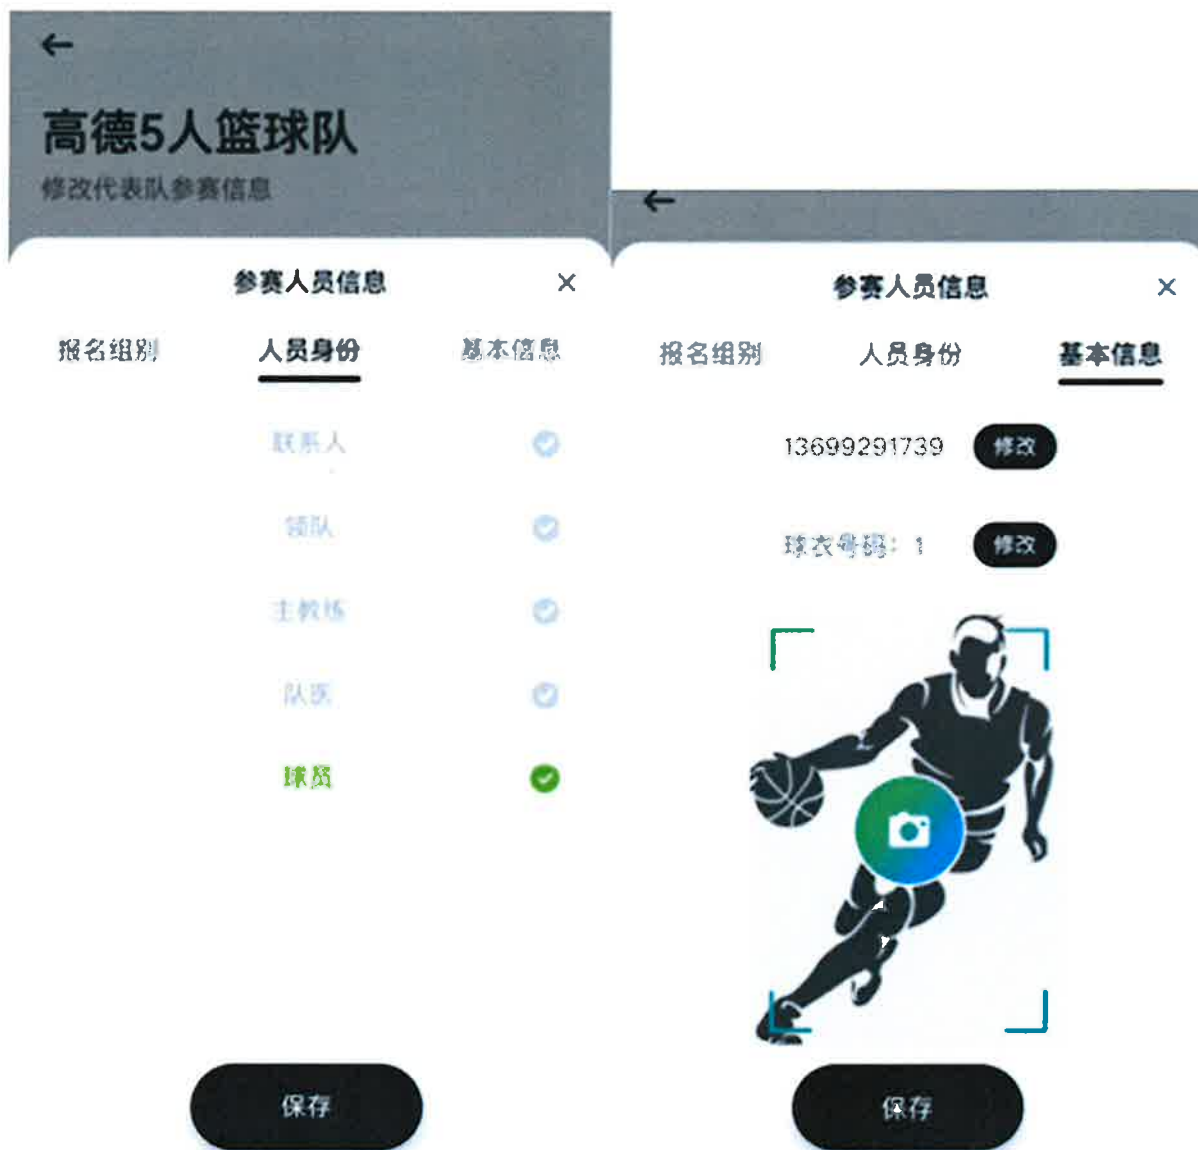 高德5人篮球队
修改代表队参赛信息
参赛人员信息
报名组别 人员身份 基本信息
联系人
领队
主教练
队医
球员
保存
参赛人员信息
报名组别 人员身份 基本信息
13699291739 修改
球衣号码：1 修改
保存